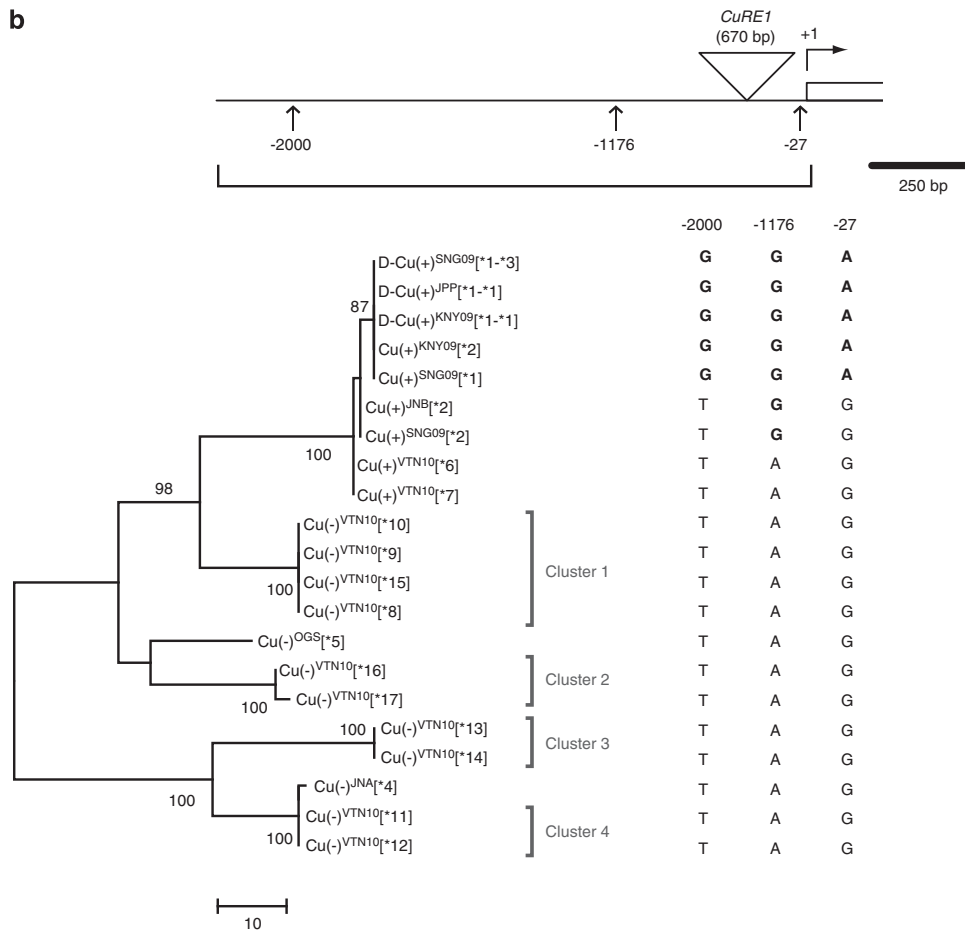 b
CuRE1
(670 bp)
+1
-2000
-1176
-27
250 bp
-2000 -1176 -27
D-Cu(+)SNG09[*1-*3] G G A
D-Cu(+)JPP[*1-*1] G G A
87
D-Cu(+)KNY09[*1-*1] G G A
Cu(+)KNY09[*2] G G A
Cu(+)SNG09[*1] G G A
Cu(+)JNB[*2] T G G
Cu(+)SNG09[*2] T G G
100
Cu(+)VTN10[*6] T A G
98
Cu(+)VTN10[*7] T A G
Cu(-)VTN10[*10] T A G
Cu(-)VTN10[*9] T A G
Cluster 1
100
Cu(-)VTN10[*15] T A G
Cu(-)VTN10[*8] T A G
Cu(-)OGS[*5] T A G
Cu(-)VTN10[*16] T A G
Cluster 2
100
Cu(-)VTN10[*17] T A G
100
Cu(-)VTN10[*13] T A G
Cluster 3
Cu(-)VTN10[*14] T A G
Cu(-)JNA[*4] T A G
100
Cu(-)VTN10[*11] T A G
Cluster 4
100
Cu(-)VTN10[*12] T A G
10